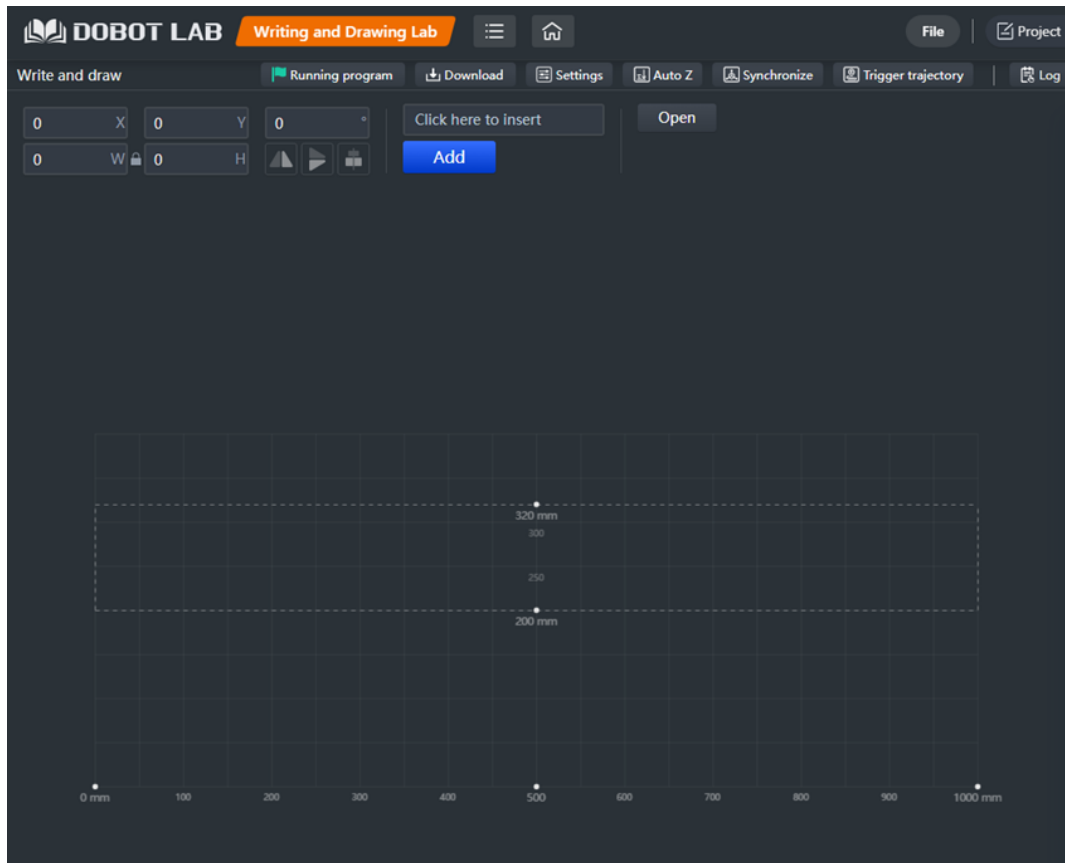 DOBOT LAB Writing and Drawing Lab File Project
Write and draw Running program Download Settings Auto Z Synchronize Trigger trajectory Log
0 X 0 Y 0 ° Click here to insert Open
0 W 0 H Add
320 mm
300
250
200 mm
0 mm 100 200 300 400 500 600 700 800 900 1000 mm